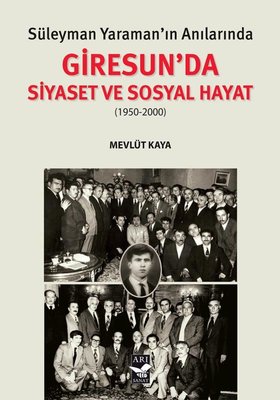 Süleyman Yaraman’ın Anılarında
GİRESUN’DA
SİYASET VE SOSYAL HAYAT
(1950-2000)
MEVLÜT KAYA
ARI
SANAT